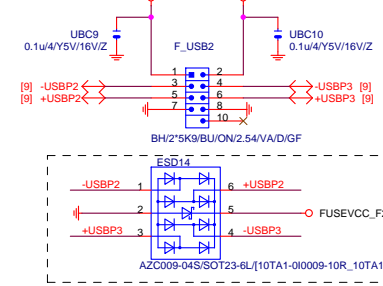 UBC9
0.1u/4/Y5V/16V/Z
F_USB2
UBC10
0.1u/4/Y5V/16V/Z
1 2
[9] -USBP2 3 4 -USBP3 [9]
[9] +USBP2 5 6 +USBP3 [9]
7 8
10
BH/2*5K9/BU/ON/2.54/VA/D/GF
ESD14
-USBP2 1 6 +USBP2
2 5 FUSEVCC_F2
+USBP3 3 4 -USBP3
AZC009-04S/SOT23-6L/[10TA1-0I0009-10R_10TA1